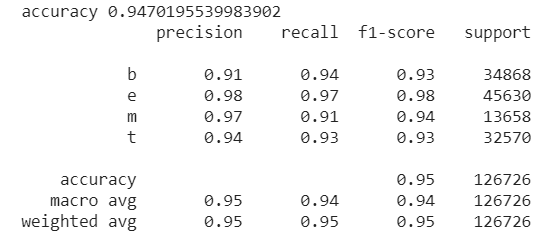 accuracy 0.9470195539983902
precision recall f1-score support
b 0.91 0.94 0.93 34868
e 0.98 0.97 0.98 45630
m 0.97 0.91 0.94 13658
t 0.94 0.93 0.93 32570
accuracy 0.95 126726
macro avg 0.95 0.94 0.94 126726
weighted avg 0.95 0.95 0.95 126726